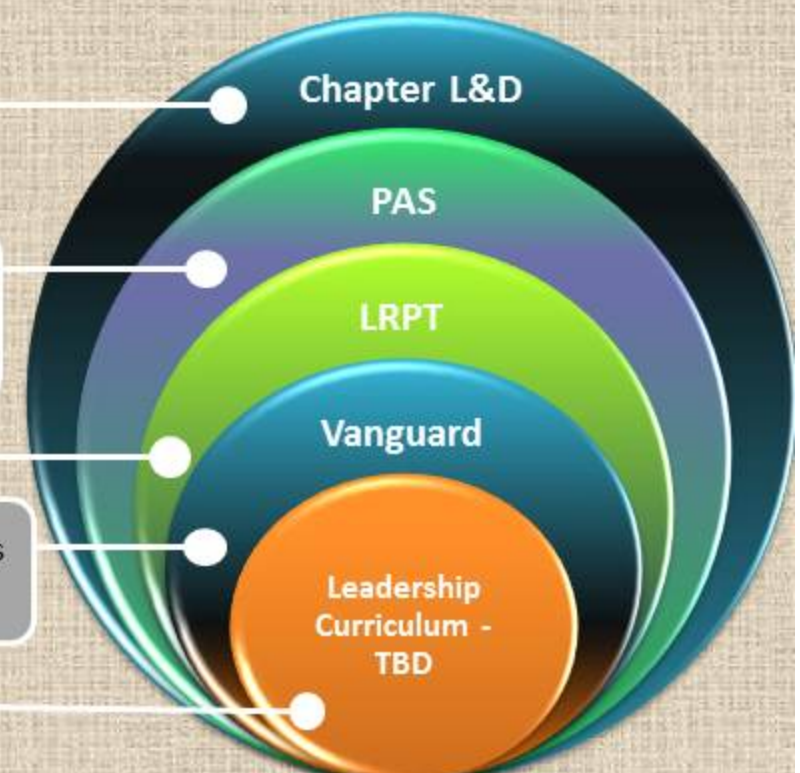 Chapter L&D
PAS
LRPT
Vanguard
Leadership
Curriculum -
TBD